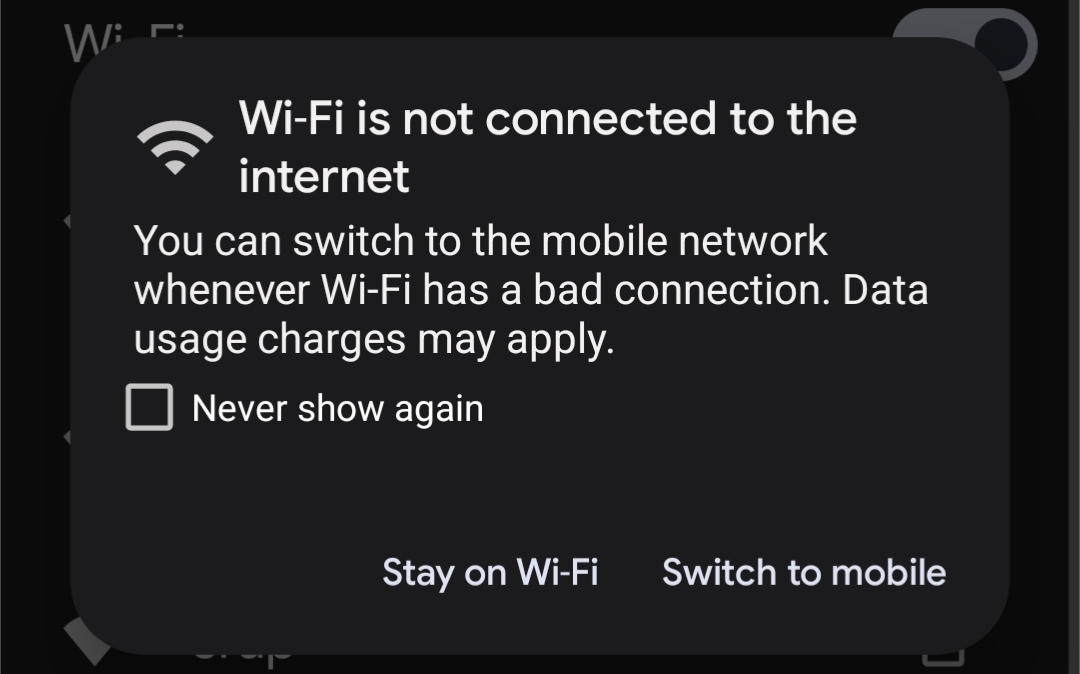 Wi-Fi
Wi-Fi is not connected to the
internet
You can switch to the mobile network
whenever Wi-Fi has a bad connection. Data
usage charges may apply.
Never show again
Stay on Wi-Fi
Switch to mobile